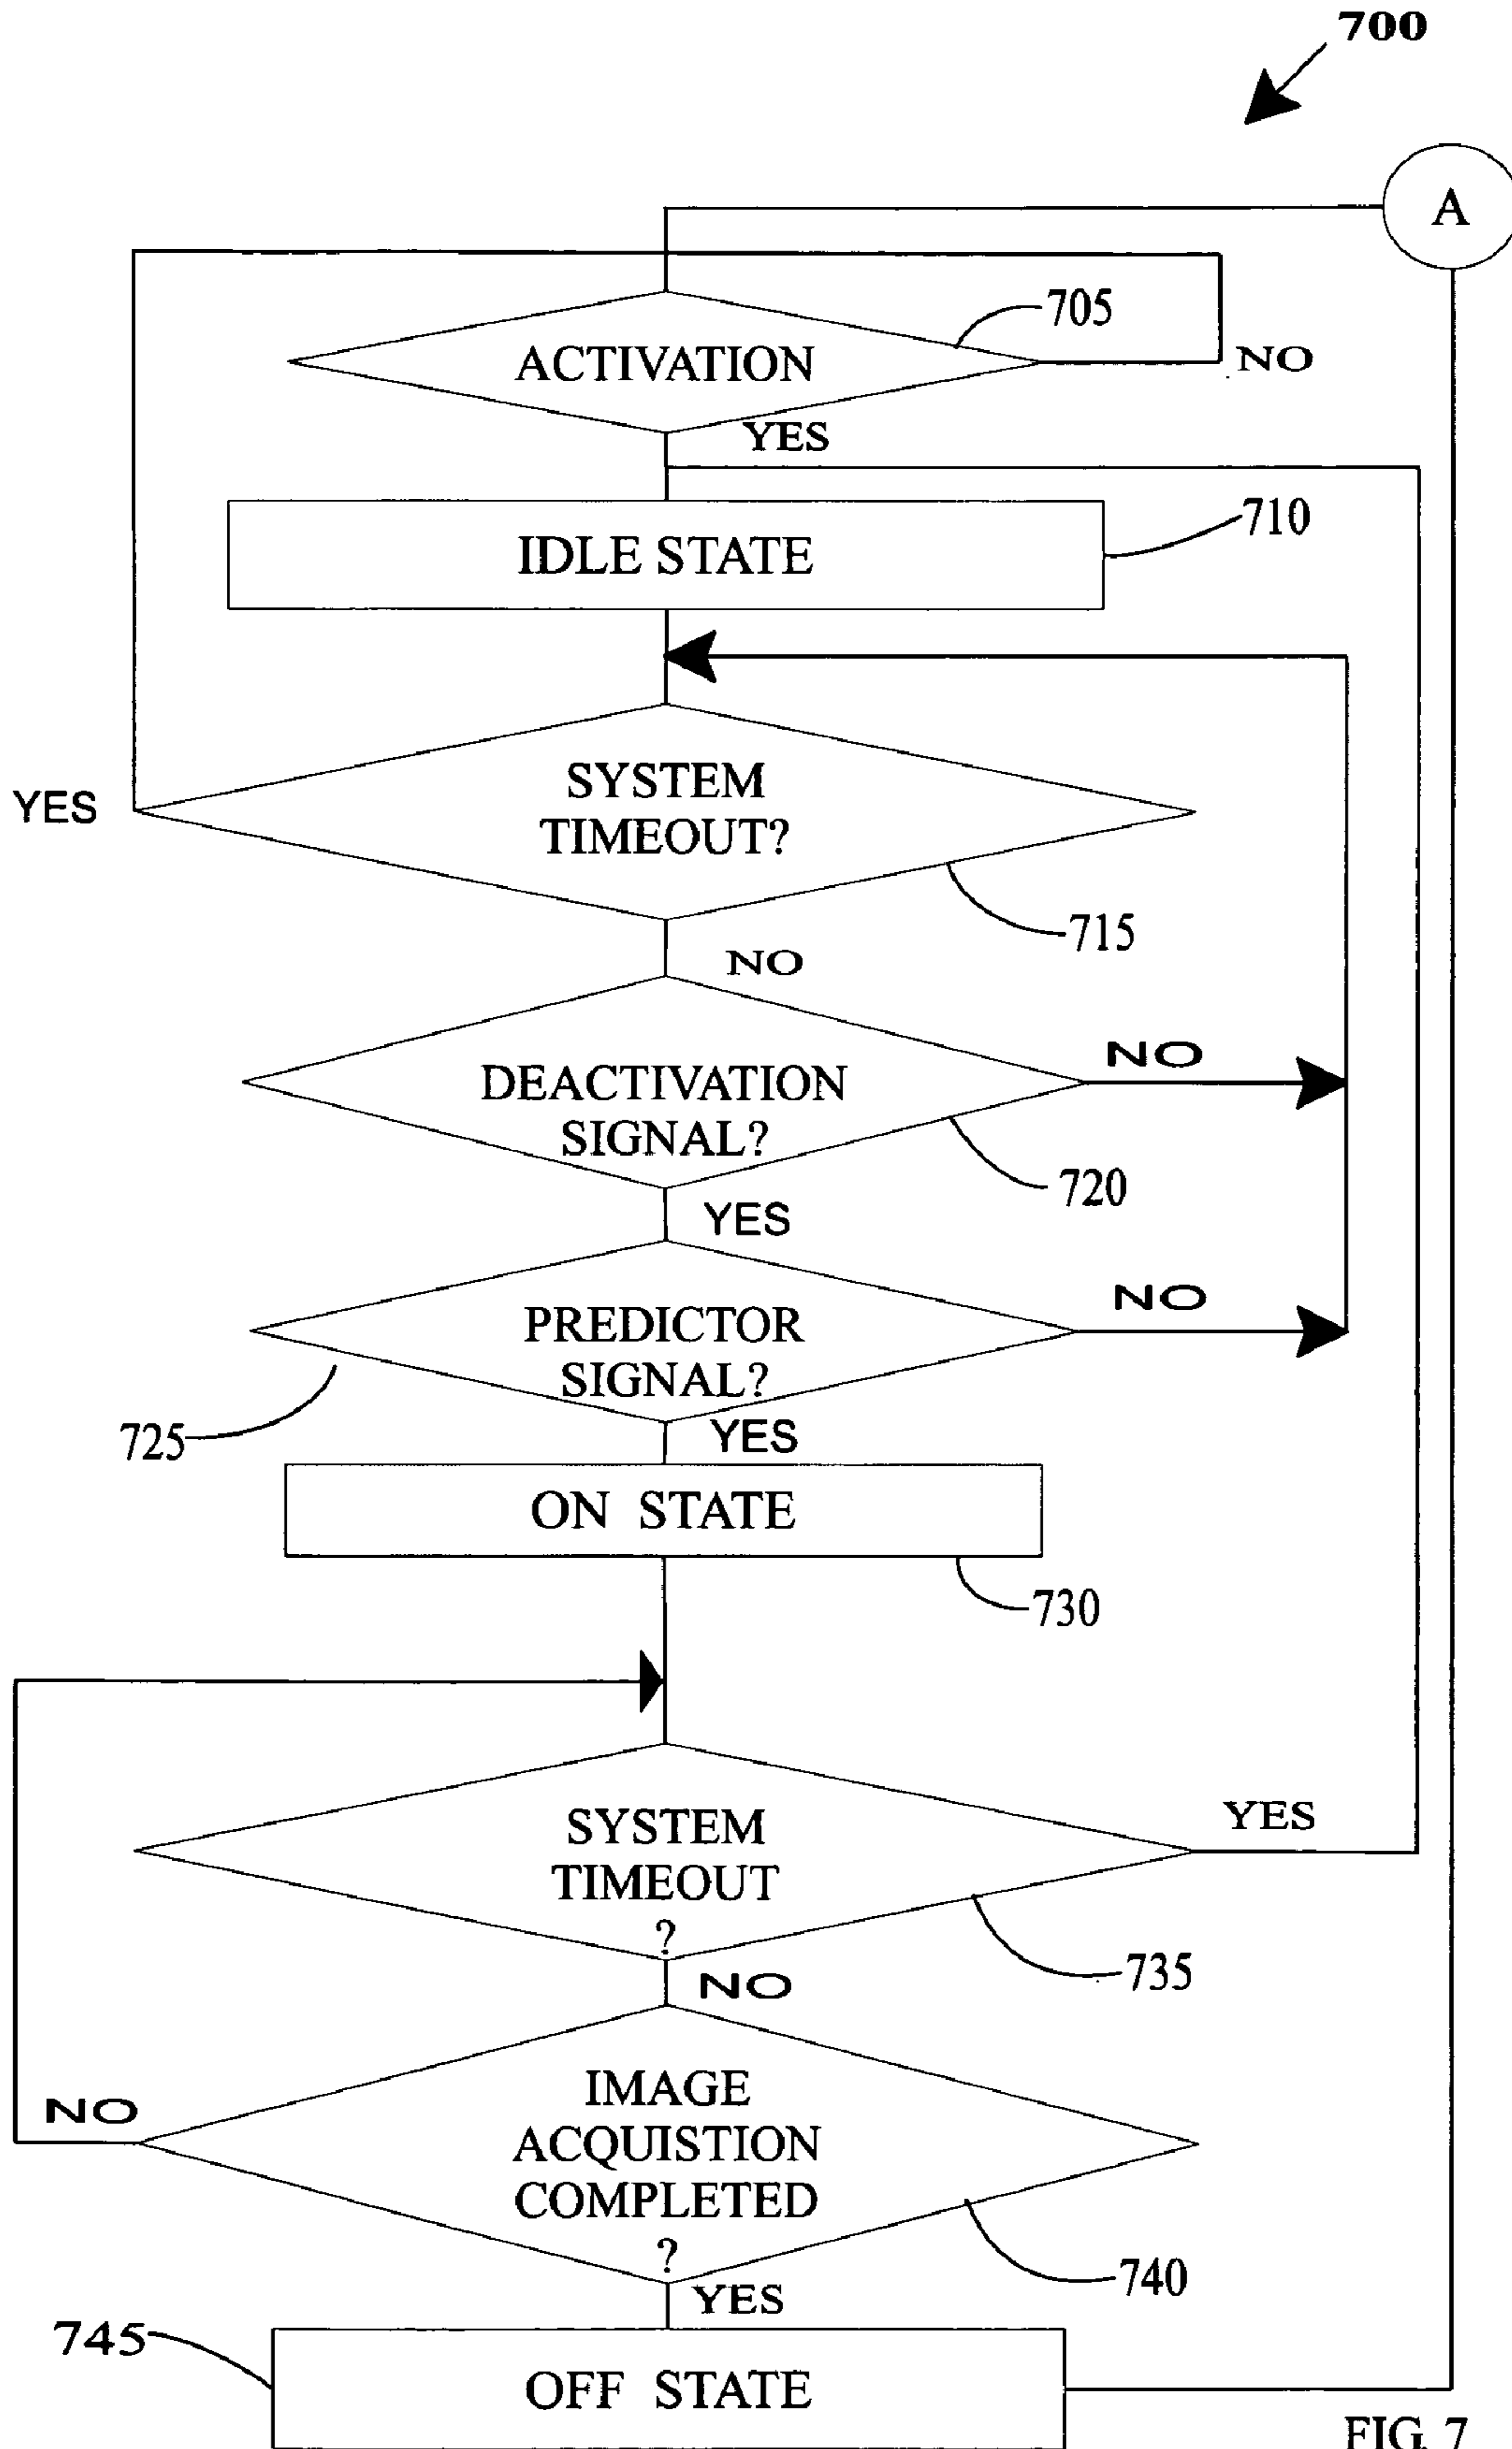 700
A
705
ACTIVATION
NO
YES
710
IDLE STATE
SYSTEM
TIMEOUT?
YES
715
NO
DEACTIVATION
SIGNAL?
NO
720
YES
PREDICTOR
SIGNAL?
NO
725
YES
ON STATE
730
SYSTEM
TIMEOUT
?
YES
735
NO
IMAGE
ACQUISTION
COMPLETED
?
NO
740
YES
745
OFF STATE
FIG. 7